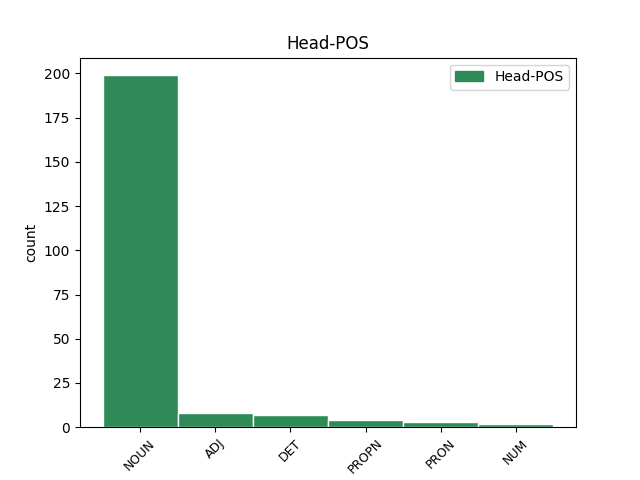 Head-POS
Head-POS
200
175
150
125
100
75
50
25
0
count
NOUN
ADJ
DET
PROPN
PRON
NUM